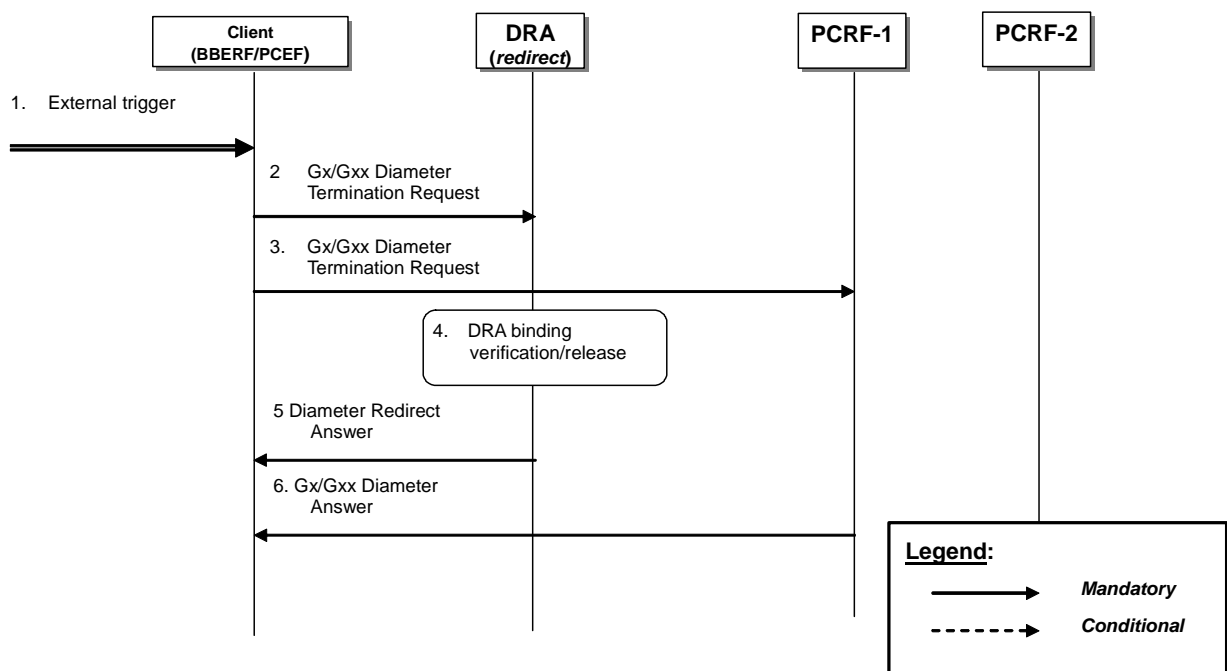 Client
(BBERF/PCEF)
DRA
(redirect)
PCRF-1
PCRF-2
1. External trigger
2 Gx/Gxx Diameter
Termination Request
3. Gx/Gxx Diameter
Termination Request
4. DRA binding
verification/release
5 Diameter Redirect
Answer
6. Gx/Gxx Diameter
Answer
Legend:
Mandatory
Conditional